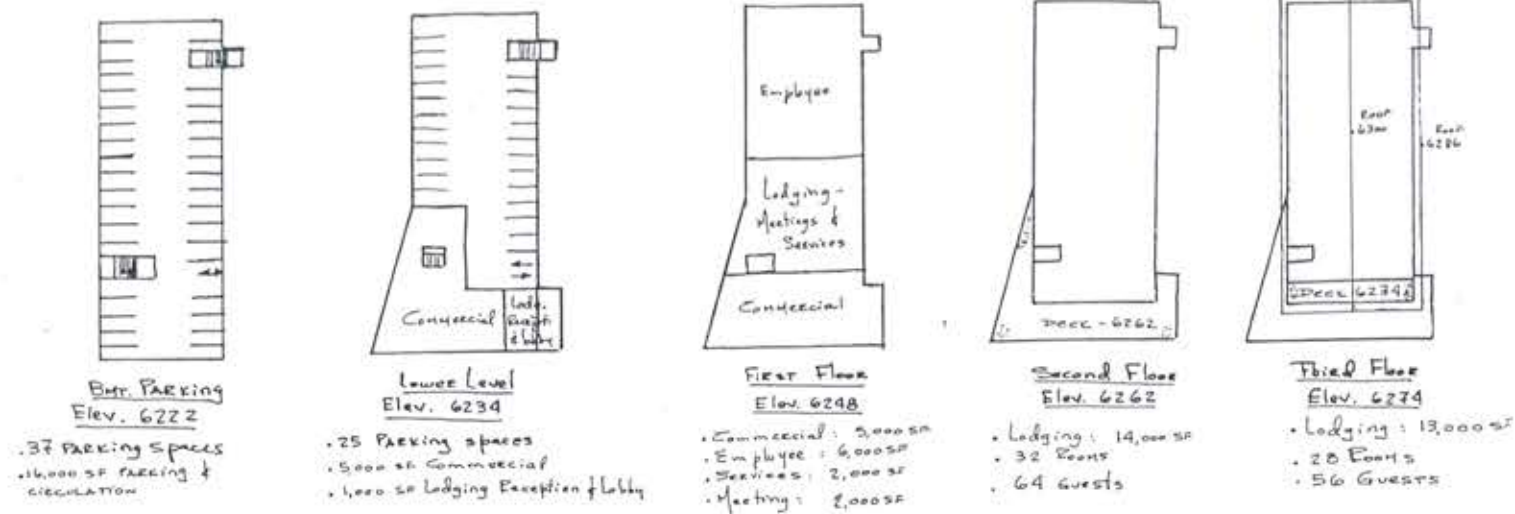 BMT. PARKING
Elev. 6222
. 37 PARKING SPACES
. 16,000 SF PARKING &
CIRCULATION
Commercial
Lodg.
Recept.
& Lobby
Lower Level
Elev. 6234
. 25 PARKING spaces
. 5000 SF Commercial
. 1,000 SF Lodging Reception & Lobby
Employee
Lodging -
Meetings &
Services
Commercial
FIRST Floor
Elev. 6248
. Commercial: 5,000 SF
. Employee: 6,000 SF
. Services: 2,000 SF
. Meeting: 2,000 SF
DECK - 6262
Second Floor
Elev. 6262
. Lodging: 14,000 SF
. 32 Rooms
. 64 Guests
ROOF
6300
ROOF
6286
DECK 6274
Third Floor
Elev. 6274
. Lodging: 13,000 SF
. 28 Rooms
. 56 Guests